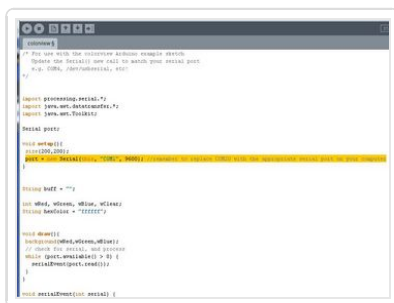 colorview §
/* For use with the colorview Arduino example sketch
Update the Serial() new call to match your serial port
e.g. COM4, /dev/usbserial, etc!
*/
import processing.serial.*;
import java.awt.datatransfer.*;
import java.awt.Toolkit;
Serial port;
void setup(){
size(200,200);
port = new Serial(this, "COM1", 9600); //remember to replace COM20 with the appropriate serial port on your computer
}
String buff = "";
int wRed, wGreen, wBlue, wClear;
String hexColor = "ffffff";
void draw(){
background(wRed,wGreen,wBlue);
// check for serial, and process
while (port.available() > 0) {
serialEvent(port.read());
}
}
void serialEvent(int serial) {